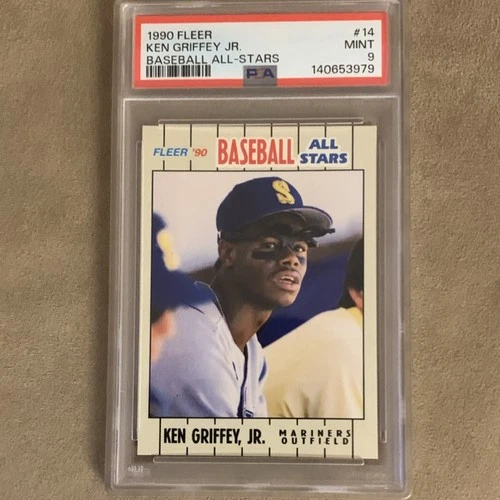 1990 FLEER #14
KEN GRIFFEY JR. MINT
BASEBALL ALL-STARS 9
PSA 140653979
FLEER '90 BASEBALL ALL
STARS
S
KEN GRIFFEY, JR. MARINERS
OUTFIELD